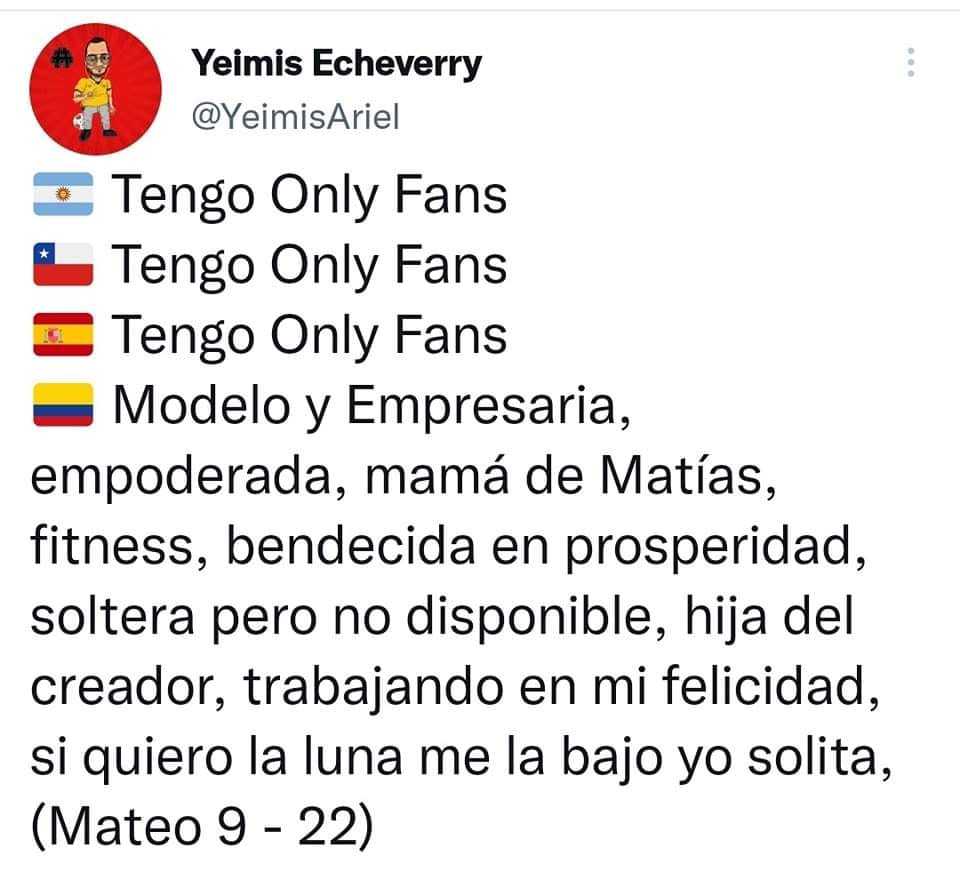 Yeimis Echeverry
@YeimisAriel
🇦🇷 Tengo Only Fans
🇨🇱 Tengo Only Fans
🇪🇸 Tengo Only Fans
🇨🇴 Modelo y Empresaria,
empoderada, mamá de Matías,
fitness, bendecida en prosperidad,
soltera pero no disponible, hija del
creador, trabajando en mi felicidad,
si quiero la luna me la bajo yo solita,
(Mateo 9 - 22)